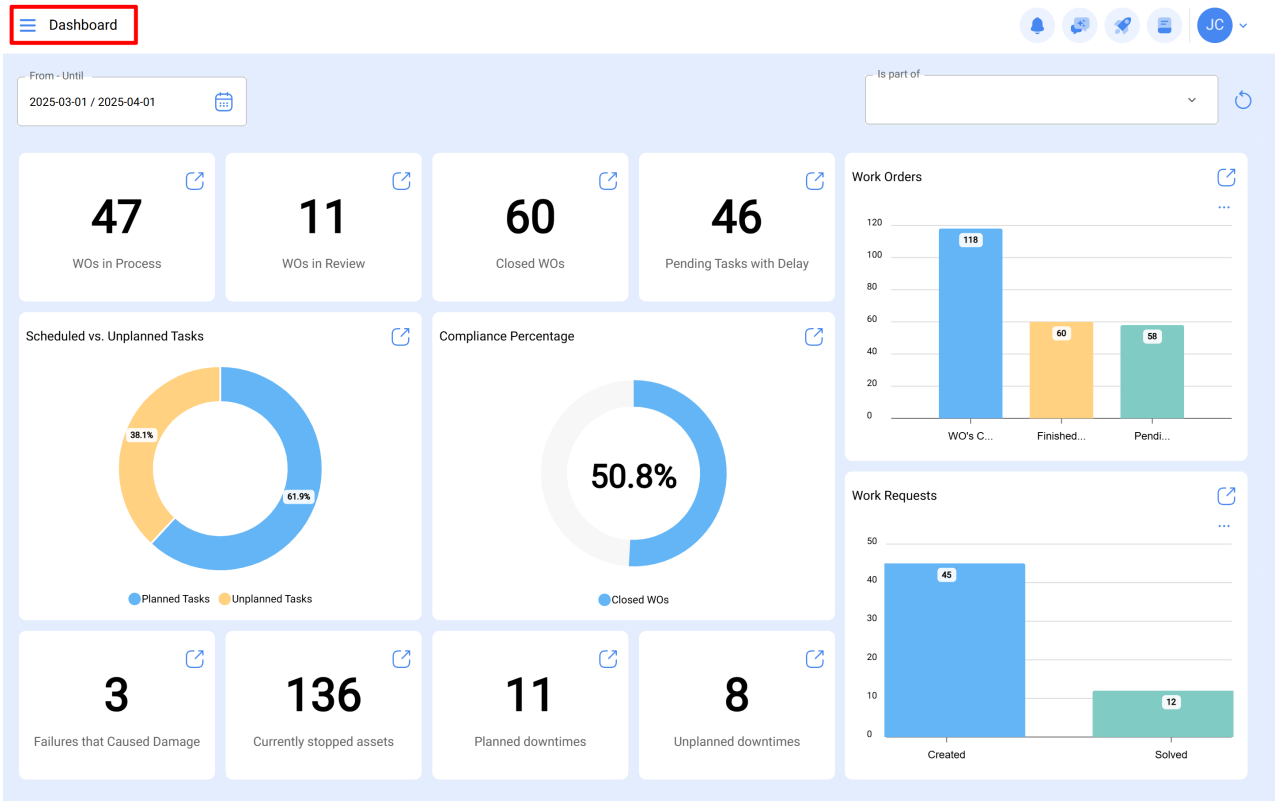 Dashboard
JC
From - Until
2025-03-01 / 2025-04-01
Is part of
47
WOs in Process
11
WOs in Review
60
Closed WOs
46
Pending Tasks with Delay
Work Orders
...
120
100
80
60
40
20
0
118
60
58
WO's C...
Finished...
Pendi...
Scheduled vs. Unplanned Tasks
38.1%
61.9%
Planned Tasks
Unplanned Tasks
Compliance Percentage
50.8%
Closed WOs
Work Requests
...
50
40
30
20
10
0
45
12
Created
Solved
3
Failures that Caused Damage
136
Currently stopped assets
11
Planned downtimes
8
Unplanned downtimes